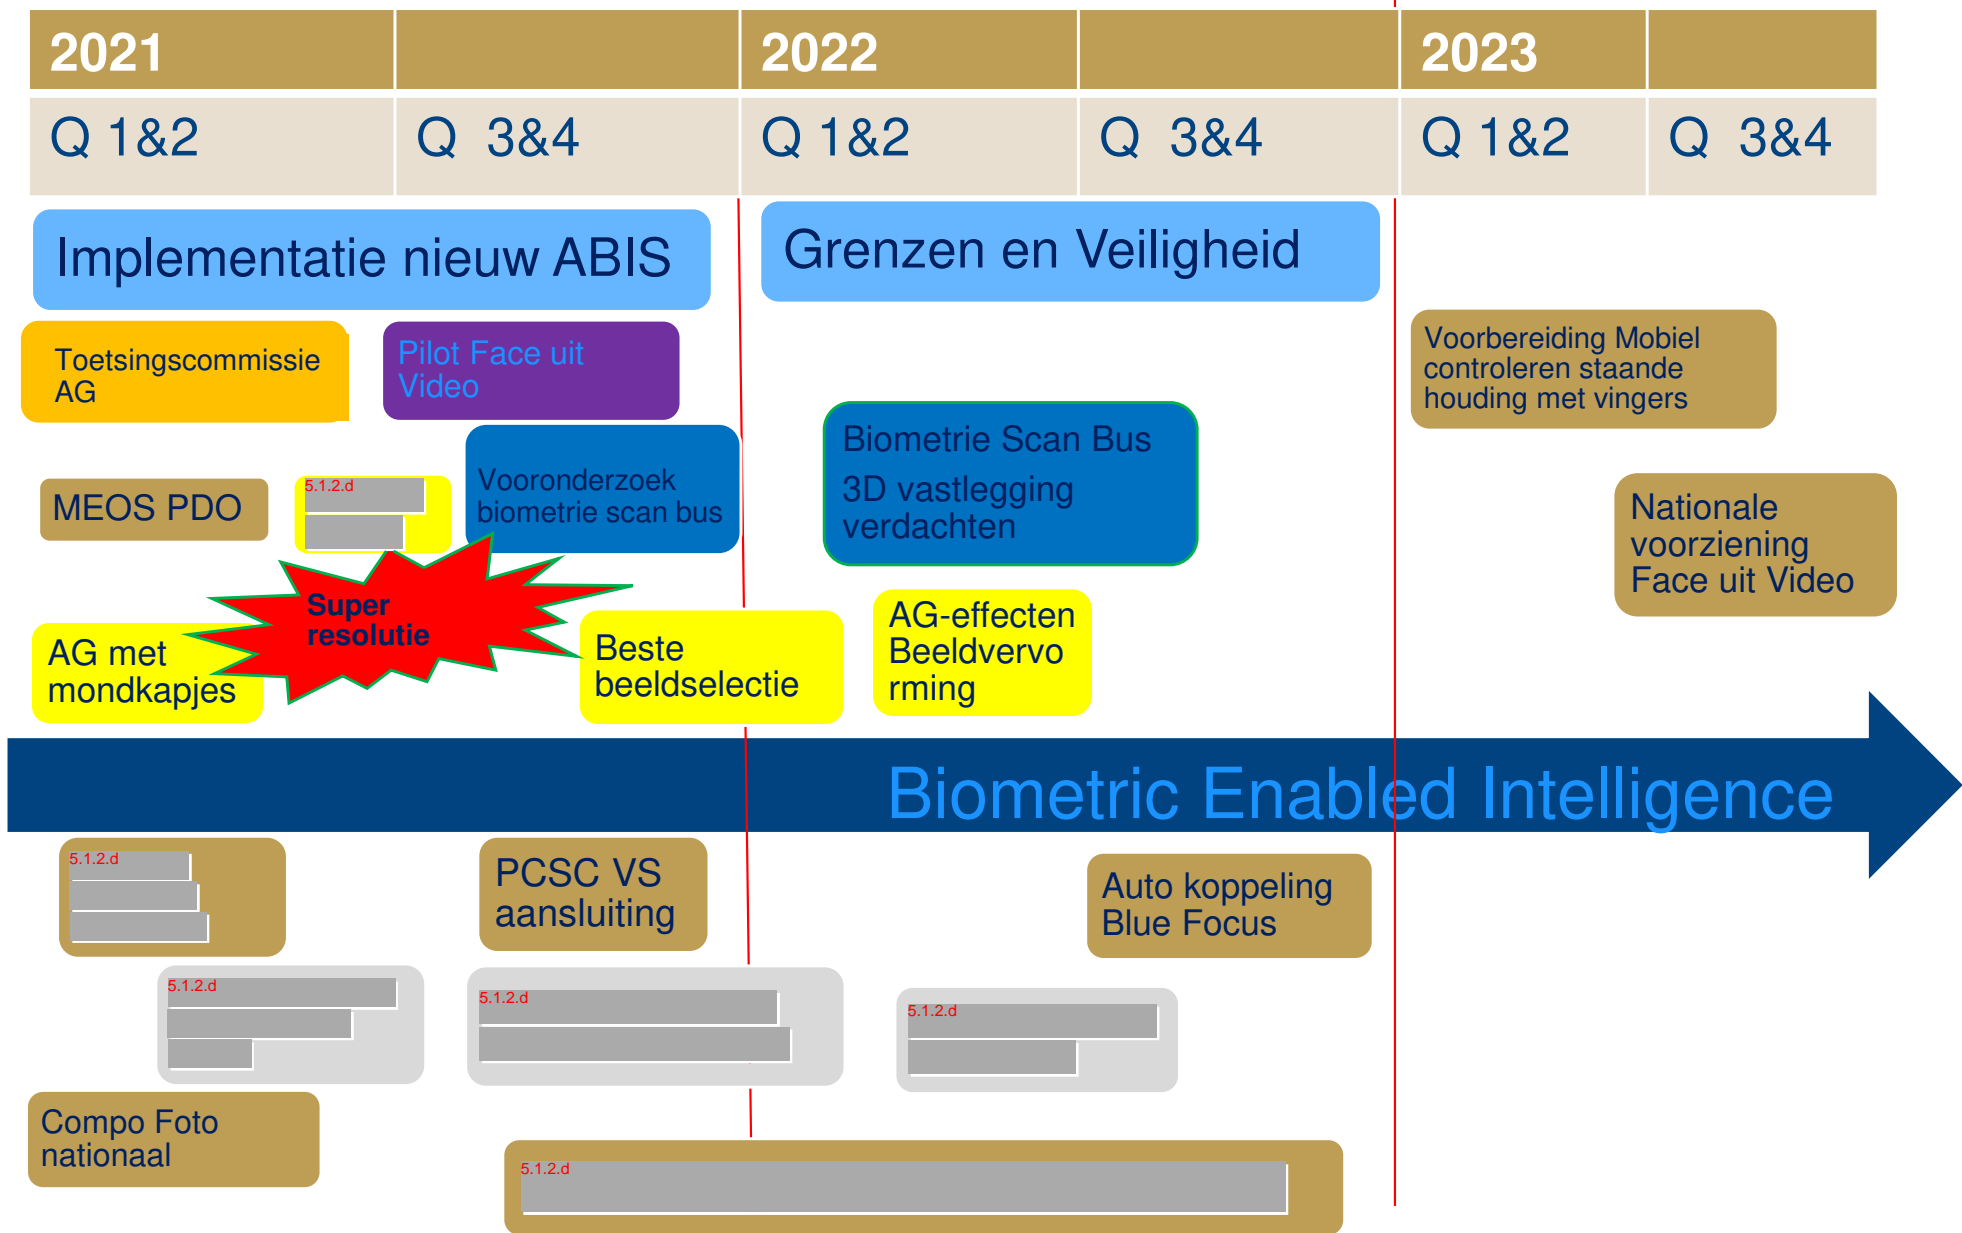 2021
2022
2023
Q 1&2
Q 3&4
Q 1&2
Q 3&4
Q 1&2
Q 3&4
Implementatie nieuw ABIS
Grenzen en Veiligheid
Toetsingscommissie
AG
Pilot Face uit
Video
Voorbereiding Mobiel
controleren staande
houding met vingers
MEOS PDO
5.1.2.d
Vooronderzoek
biometrie scan bus
Biometrie Scan Bus
3D vastlegging
verdachten
Nationale
voorziening
Face uit Video
Super
resolutie
AG met
mondkapjes
Beste
beeldselectie
AG-effecten
Beeldvervo
rming
Biometric Enabled Intelligence
5.1.2.d
PCSC VS
aansluiting
Auto koppeling
Blue Focus
5.1.2.d
5.1.2.d
5.1.2.d
Compo Foto
nationaal
5.1.2.d